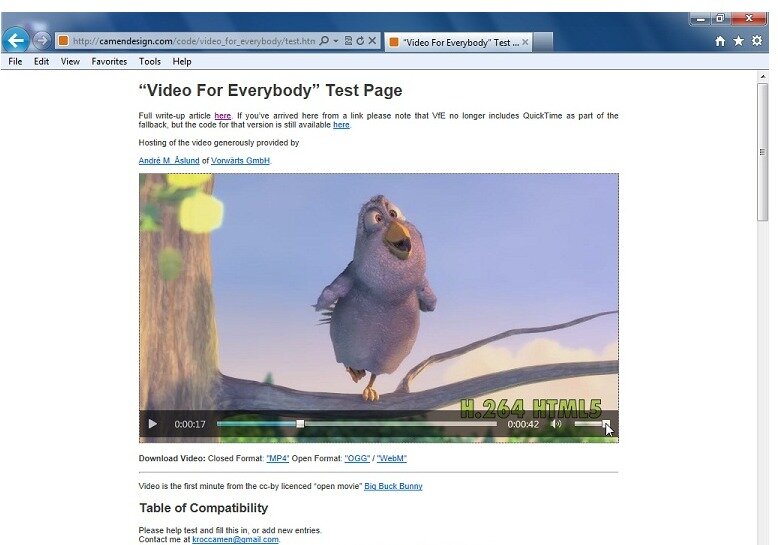 http://camendesign.com/code/video_for_everybody/test.htm
"Video For Everybody" Test ...
File Edit View Favorites Tools Help
“Video For Everybody” Test Page
Full write-up article here. If you’ve arrived here from a link please note that VfE no longer includes QuickTime as part of the
fallback, but the code for that version is still available here.
Hosting of the video generously provided by
André M. Åslund of Vorwärts GmbH.
H.264 HTML5
0:00:17 0:00:42
Download Video: Closed Format: "MP4" Open Format: "OGG" / "WebM"
Video is the first minute from the cc-by licenced “open movie” Big Buck Bunny
Table of Compatibility
Please help test and fill this in, or add new entries.
Contact me at kroccamen@gmail.com.